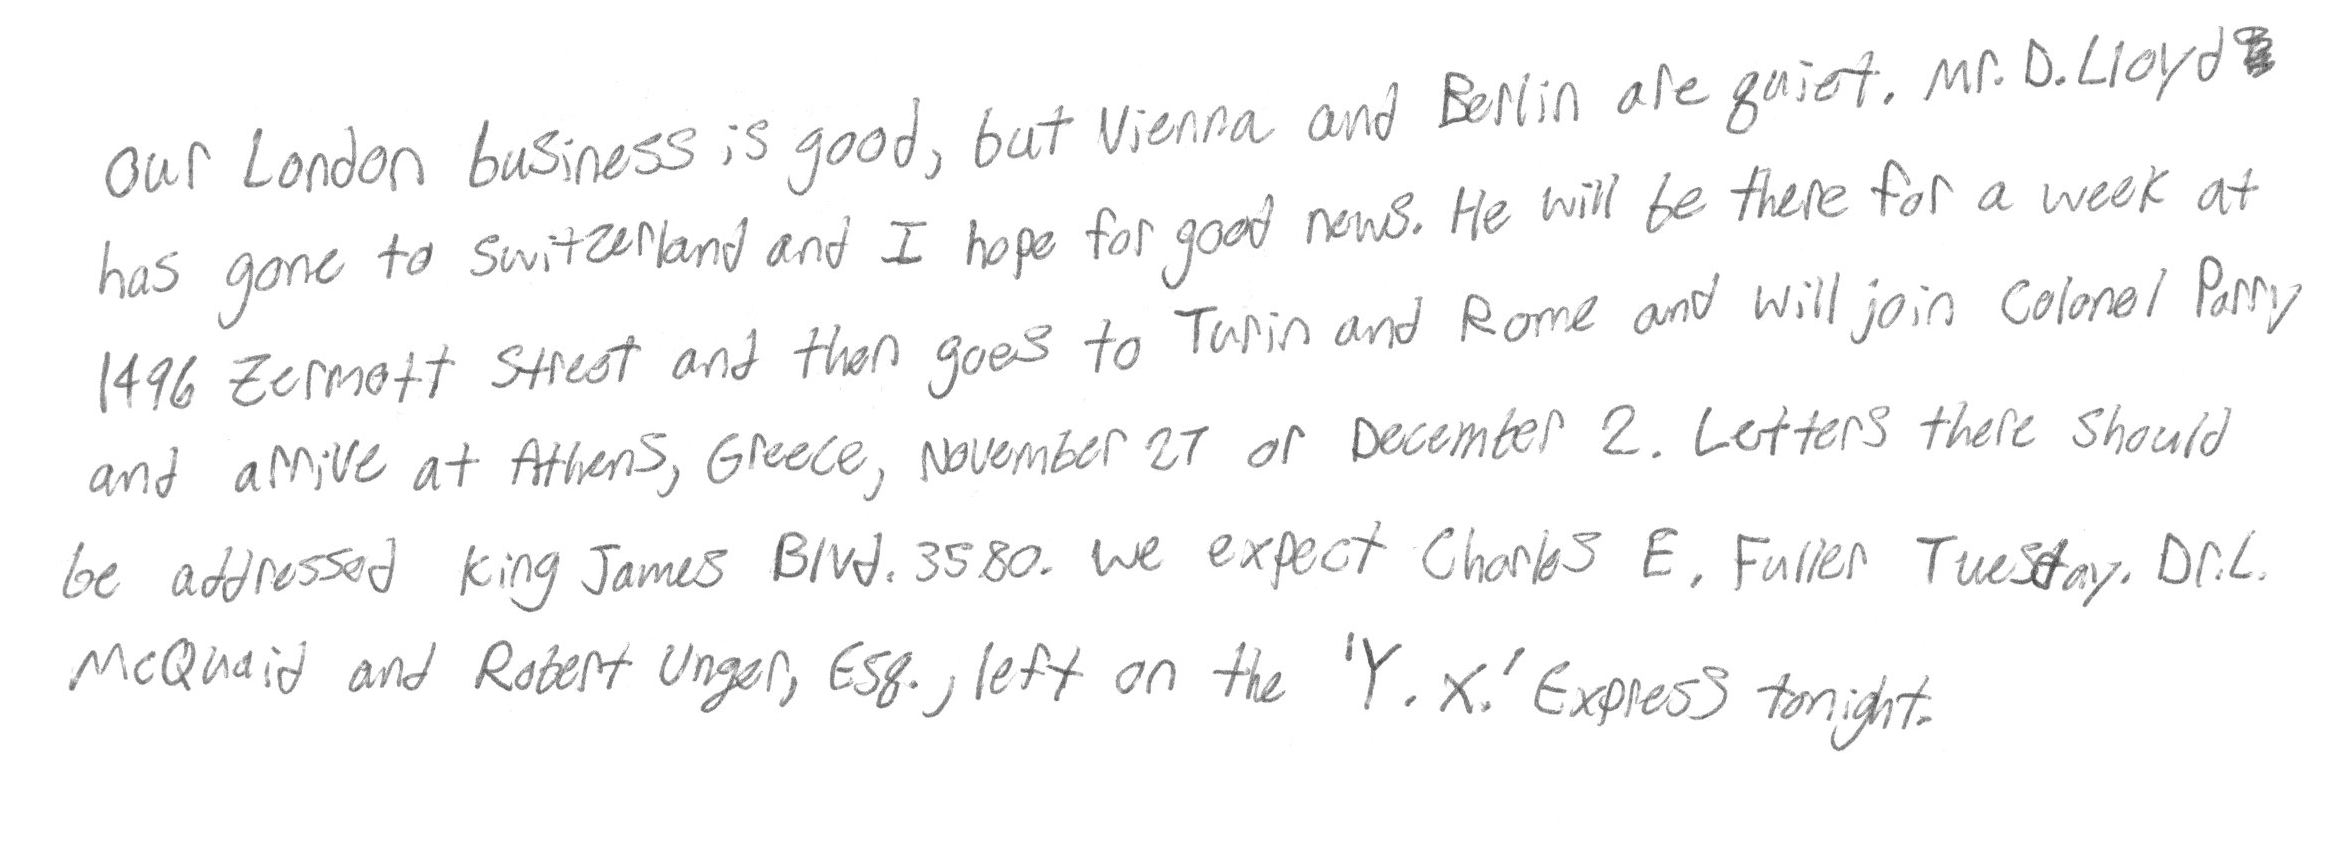 Our London business is good, but Vienna and Berlin are quiet. Mr. D. Lloyd
has gone to Switzerland and I hope for good news. He will be there for a week at
1496 Zermott Street and then goes to Turin and Rome and will join Colonel Parry
and arrive at Athens, Greece, November 27 or December 2. Letters there should
be addressed King James Blvd. 3580. We expect Charles E. Fuller Tuesday. Dr. L.
McQuaid and Robert Unger, Esq., left on the 'Y. X.' Express tonight.